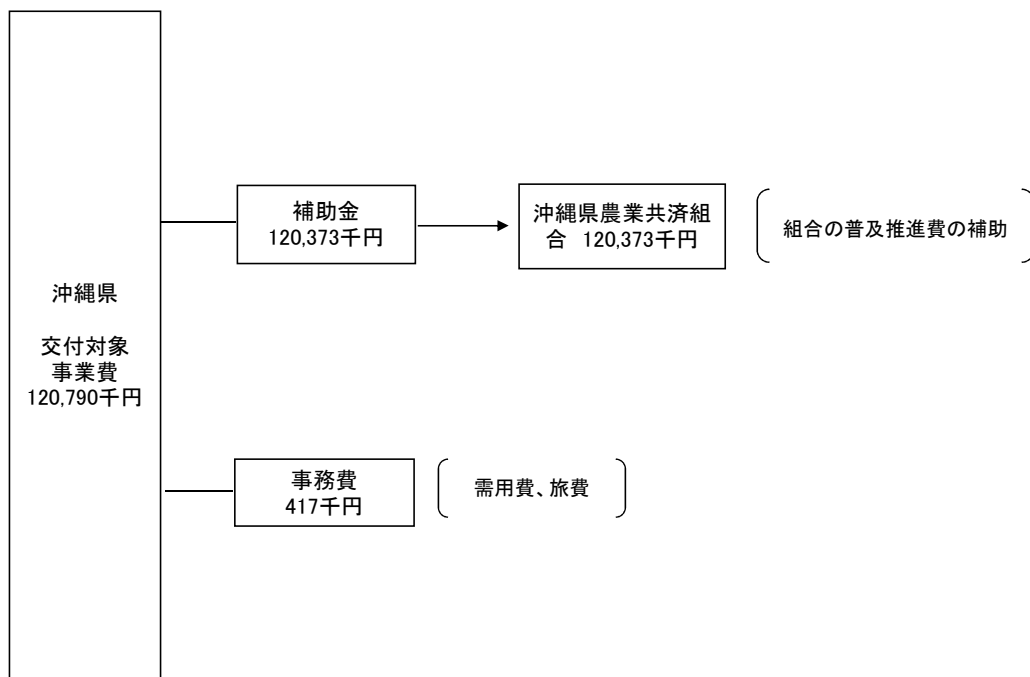 沖縄県
交付対象
事業費
120,790千円
補助金
120,373千円
沖縄県農業共済組
合 120,373千円
組合の普及推進費の補助
事務費
417千円
需用費、旅費